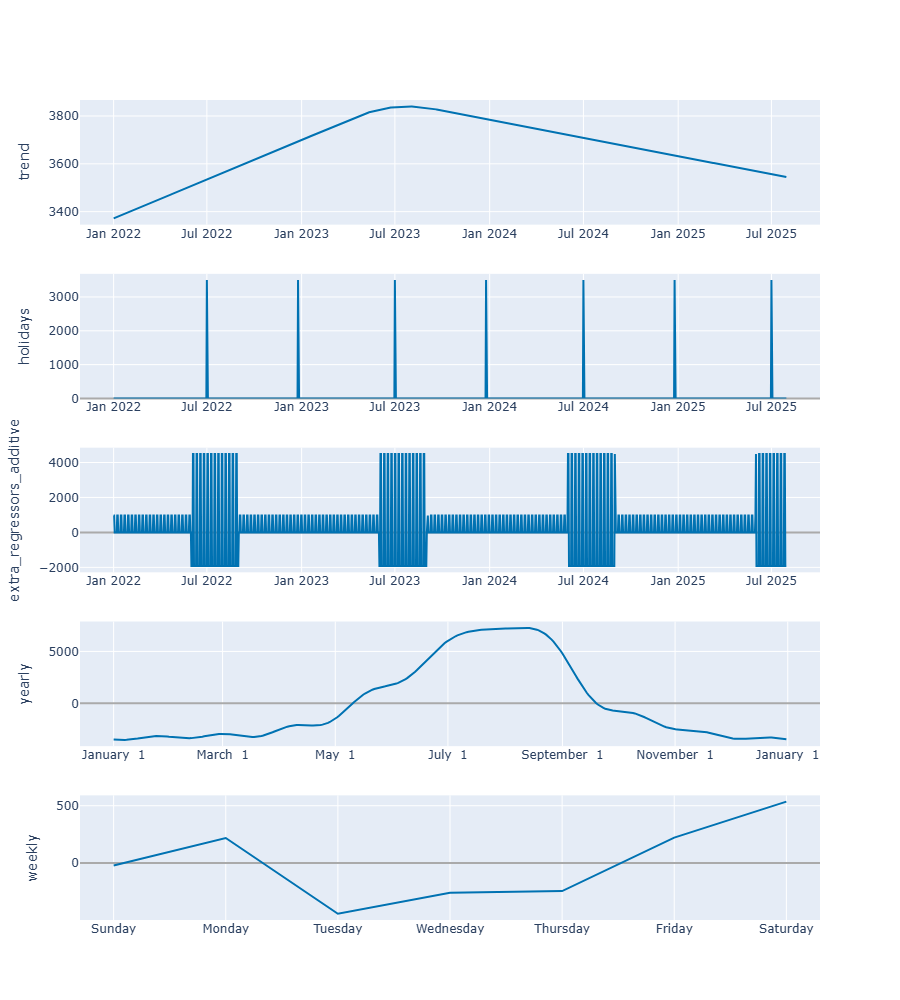 trend
3800
3600
3400
Jan 2022 Jul 2022 Jan 2023 Jul 2023 Jan 2024 Jul 2024 Jan 2025 Jul 2025
holidays
3000
2000
1000
0
Jan 2022 Jul 2022 Jan 2023 Jul 2023 Jan 2024 Jul 2024 Jan 2025 Jul 2025
extra_regressors_additive
4000
2000
0
−2000
Jan 2022 Jul 2022 Jan 2023 Jul 2023 Jan 2024 Jul 2024 Jan 2025 Jul 2025
yearly
5000
0
January 1 March 1 May 1 July 1 September 1 November 1 January 1
weekly
500
0
Sunday Monday Tuesday Wednesday Thursday Friday Saturday